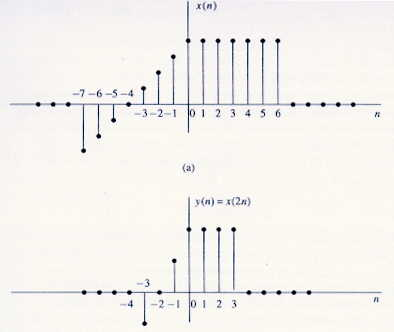 x(n)
−7 −6 −5 −4
−3 −2 −1 0 1 2 3 4 5 6
n
(a)
y(n) = x(2n)
−3
−4 −2 −1 0 1 2 3
n